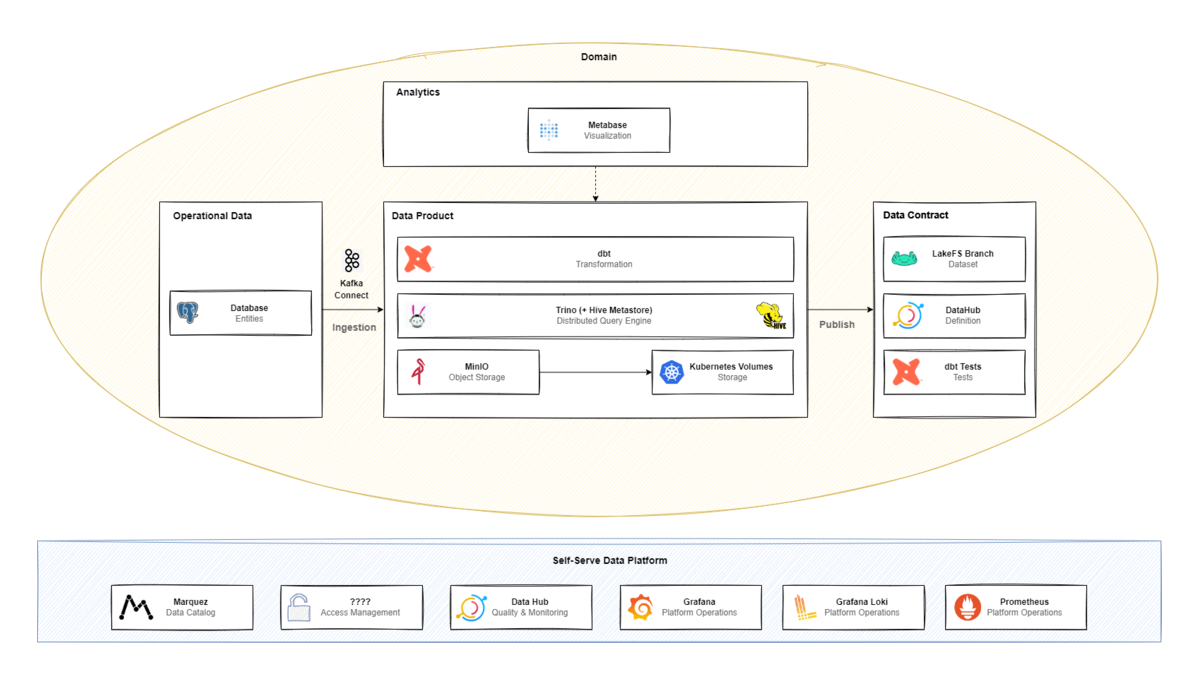 Domain
Analytics
Metabase
Visualization
Operational Data
Database
Entities
Kafka
Connect
Ingestion
Data Product
dbt
Transformation
Trino (+ Hive Metastore)
Distributed Query Engine
HIVE
MinIO
Object Storage
Kubernetes Volumes
Storage
Publish
Data Contract
LakeFS Branch
Dataset
DataHub
Definition
dbt Tests
Tests
Self-Serve Data Platform
Marquez
Data Catalog
????
Access Management
Data Hub
Quality & Monitoring
Grafana
Platform Operations
Grafana Loki
Platform Operations
Prometheus
Platform Operations